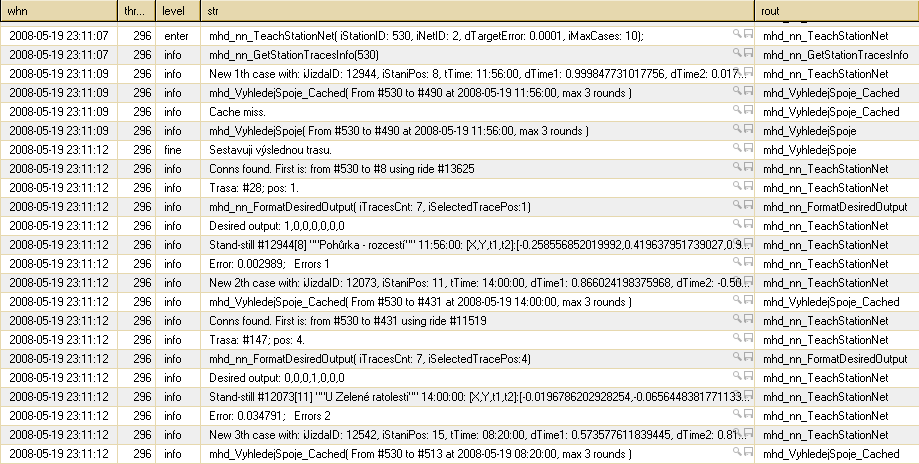 whn thr... level str rout
2008-05-19 23:11:07 296 enter mhd_nn_TeachStationNet( iStationID: 530, iNetID: 2, dTargetError: 0.0001, iMaxCases: 10); mhd_nn_TeachStationNet
2008-05-19 23:11:07 296 info mhd_nn_GetStationTracesInfo(530) mhd_nn_GetStationTracesInfo
2008-05-19 23:11:09 296 info New 1th case with: iJizdaID: 12944, iStaniPos: 8, tTime: 11:56:00, dTime1: 0.999847731017756, dTime2: 0.017... mhd_nn_TeachStationNet
2008-05-19 23:11:09 296 info mhd_VyhledejSpoje_Cached( From #530 to #490 at 2008-05-19 11:56:00, max 3 rounds ) mhd_VyhledejSpoje_Cached
2008-05-19 23:11:09 296 info Cache miss. mhd_VyhledejSpoje_Cached
2008-05-19 23:11:09 296 info mhd_VyhledejSpoje( From #530 to #490 at 2008-05-19 11:56:00, max 3 rounds ) mhd_VyhledejSpoje
2008-05-19 23:11:12 296 fine Sestavuji výslednou trasu. mhd_VyhledejSpoje
2008-05-19 23:11:12 296 info Conns found. First is: from #530 to #8 using ride #13625 mhd_nn_TeachStationNet
2008-05-19 23:11:12 296 info Trasa: #28; pos: 1. mhd_nn_TeachStationNet
2008-05-19 23:11:12 296 info mhd_nn_FormatDesiredOutput( iTracesCnt: 7, iSelectedTracePos:1) mhd_nn_FormatDesiredOutput
2008-05-19 23:11:12 296 info Desired output: 1,0,0,0,0,0,0 mhd_nn_TeachStationNet
2008-05-19 23:11:12 296 info Stand-still #12944[8] ""Pohůrka - rozcestí"" 11:56:00: [X,Y,t1,t2]:[-0.258556852019992,0.419637951739027,0.9... mhd_nn_TeachStationNet
2008-05-19 23:11:12 296 info Error: 0.002989; Errors 1 mhd_nn_TeachStationNet
2008-05-19 23:11:12 296 info New 2th case with: iJizdaID: 12073, iStaniPos: 11, tTime: 14:00:00, dTime1: 0.866024198375968, dTime2: -0.50... mhd_nn_TeachStationNet
2008-05-19 23:11:12 296 info mhd_VyhledejSpoje_Cached( From #530 to #431 at 2008-05-19 14:00:00, max 3 rounds ) mhd_VyhledejSpoje_Cached
2008-05-19 23:11:12 296 info Conns found. First is: from #530 to #431 using ride #11519 mhd_nn_TeachStationNet
2008-05-19 23:11:12 296 info Trasa: #147; pos: 4. mhd_nn_TeachStationNet
2008-05-19 23:11:12 296 info mhd_nn_FormatDesiredOutput( iTracesCnt: 7, iSelectedTracePos:4) mhd_nn_FormatDesiredOutput
2008-05-19 23:11:12 296 info Desired output: 0,0,0,1,0,0,0 mhd_nn_TeachStationNet
2008-05-19 23:11:12 296 info Stand-still #12073[11] ""U Zelené ratolesti"" 14:00:00: [X,Y,t1,t2]:[-0.0196786202928254,-0.0656448381771133... mhd_nn_TeachStationNet
2008-05-19 23:11:12 296 info Error: 0.034791; Errors 2 mhd_nn_TeachStationNet
2008-05-19 23:11:12 296 info New 3th case with: iJizdaID: 12542, iStaniPos: 15, tTime: 08:20:00, dTime1: 0.573577611839445, dTime2: 0.81... mhd_nn_TeachStationNet
2008-05-19 23:11:12 296 info mhd_VyhledejSpoje_Cached( From #530 to #513 at 2008-05-19 08:20:00, max 3 rounds ) mhd_VyhledejSpoje_Cached